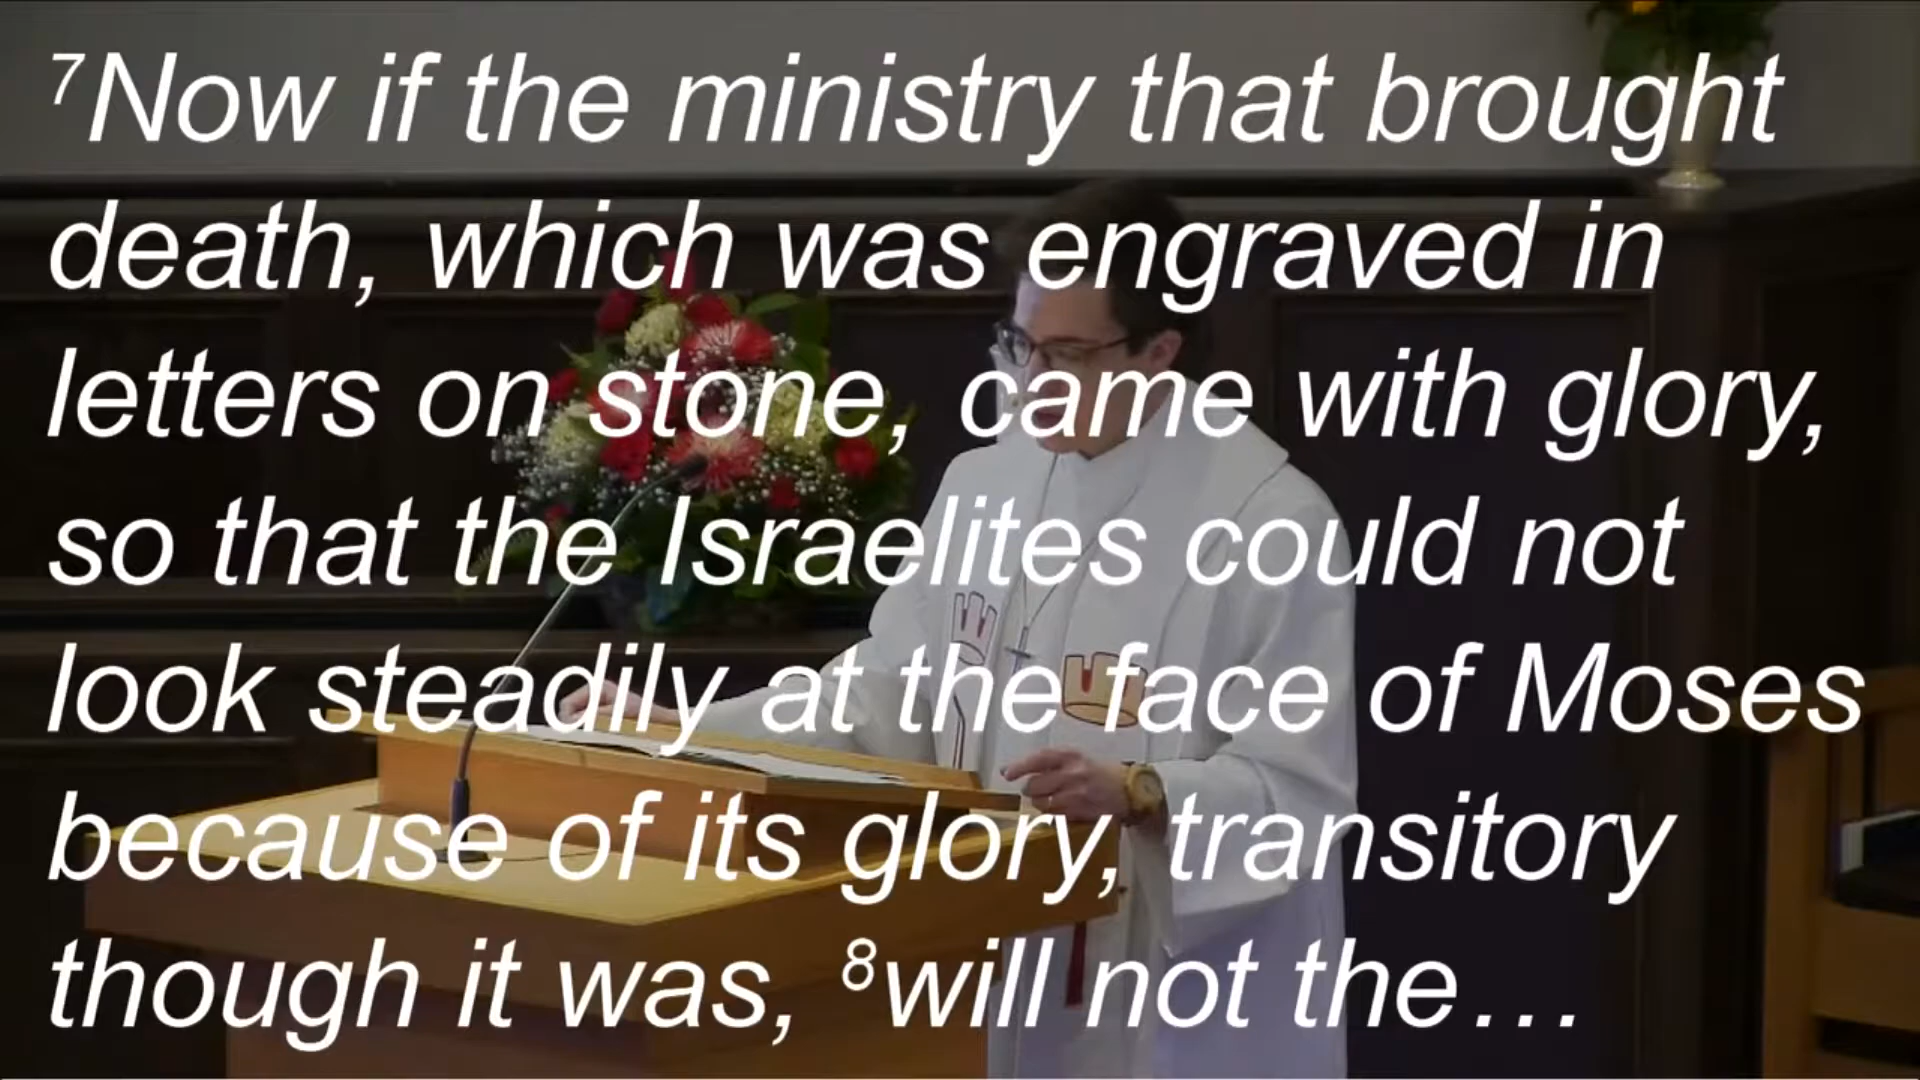 ⁷Now if the ministry that brought
death, which was engraved in
letters on stone, came with glory,
so that the Israelites could not
look steadily at the face of Moses
because of its glory, transitory
though it was, ⁸will not the…